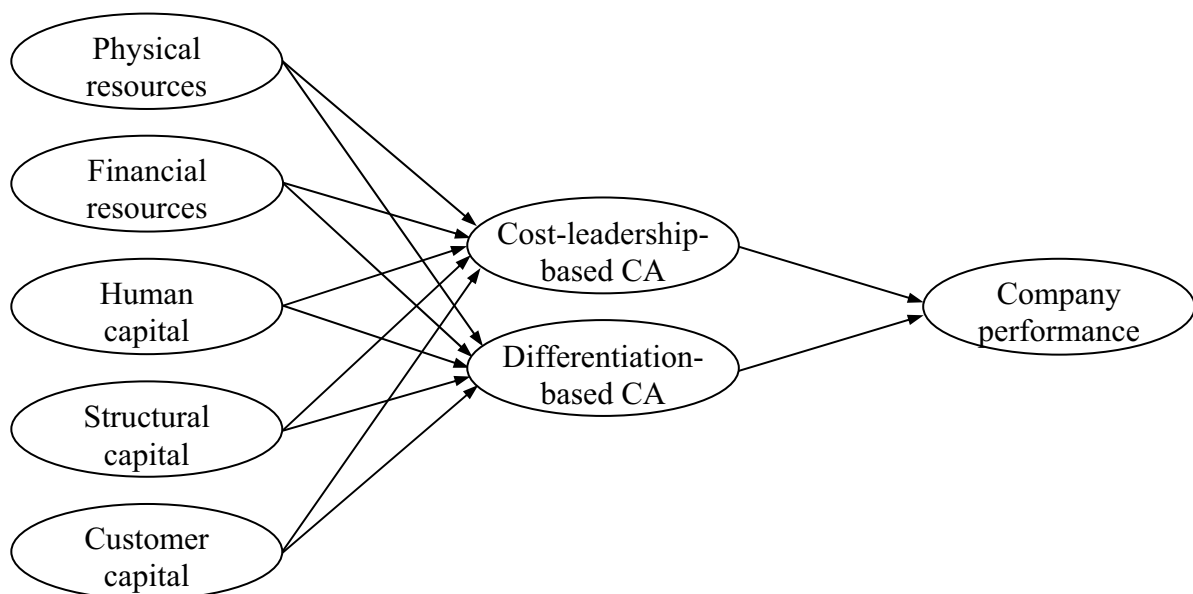 Physical
resources
Financial
resources
Human
capital
Structural
capital
Customer
capital
Cost-leadership-
based CA
Differentiation-
based CA
Company
performance